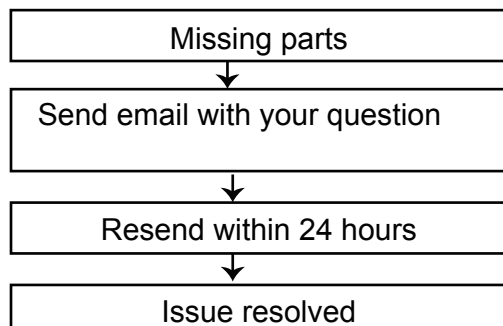 Missing parts
Send email with your question
Resend within 24 hours
Issue resolved